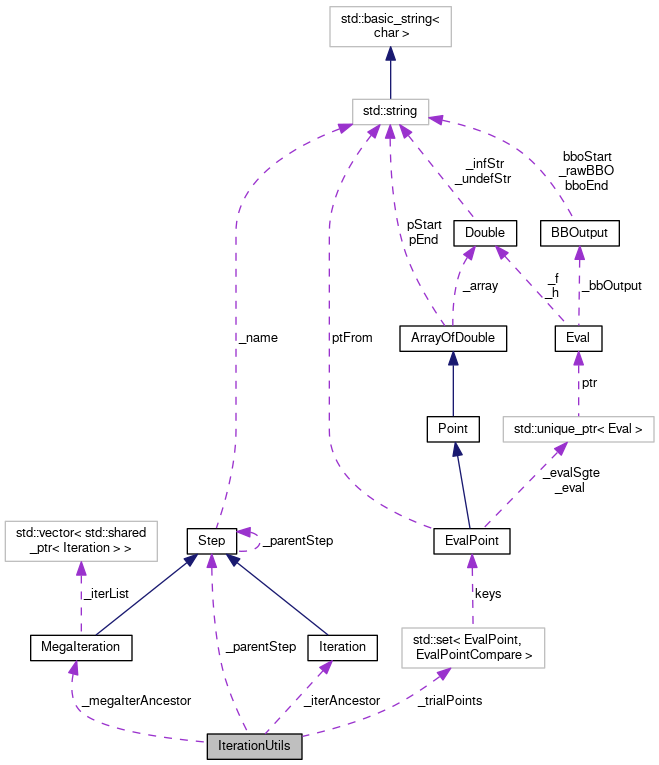 std::basic_string<
char >
std::string
_infStr
_undefStr
bboStart
_rawBBO
bboEnd
pStart
pEnd
Double
BBOutput
_array
_f
_h
_bbOutput
_name
ptFrom
ArrayOfDouble
Eval
ptr
Point
std::unique_ptr< Eval >
_evalSgte
_eval
std::vector< std::shared
_ptr< Iteration > >
Step
_parentStep
EvalPoint
_iterList
keys
MegaIteration
_parentStep
Iteration
std::set< EvalPoint,
EvalPointCompare >
_megaIterAncestor
_iterAncestor
_trialPoints
IterationUtils